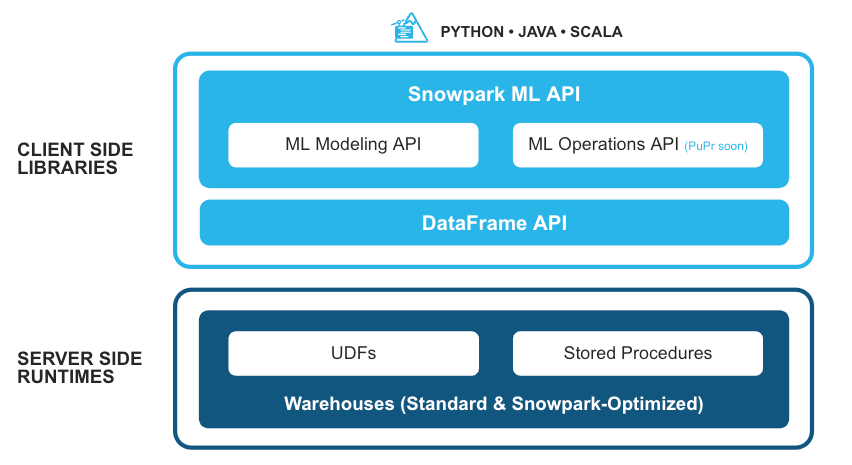 PYTHON • JAVA • SCALA
CLIENT SIDE
LIBRARIES
Snowpark ML API
ML Modeling API
ML Operations API (PuPr soon)
DataFrame API
SERVER SIDE
RUNTIMES
UDFs
Stored Procedures
Warehouses (Standard & Snowpark-Optimized)